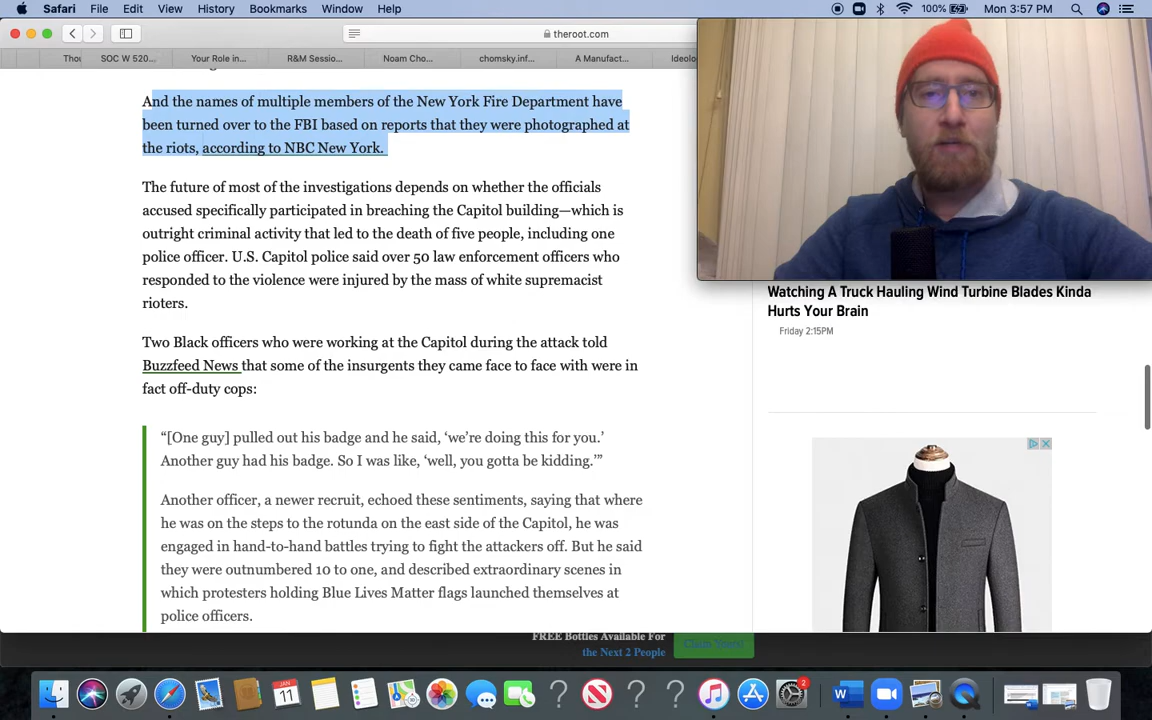 Safari File Edit View History Bookmarks Window Help 100% Mon 3:57 PM
theroot.com
Thou SOC W 520... Your Role in... R&M Sessio... Noam Cho... chomsky.inf... A Manufact... Ideolo
And the names of multiple members of the New York Fire Department have
been turned over to the FBI based on reports that they were photographed at
the riots, according to NBC New York.
The future of most of the investigations depends on whether the officials
accused specifically participated in breaching the Capitol building—which is
outright criminal activity that led to the death of five people, including one
police officer. U.S. Capitol police said over 50 law enforcement officers who
responded to the violence were injured by the mass of white supremacist
rioters.
Two Black officers who were working at the Capitol during the attack told
Buzzfeed News that some of the insurgents they came face to face with were in
fact off-duty cops:
“[One guy] pulled out his badge and he said, ‘we’re doing this for you.’
Another guy had his badge. So I was like, ‘well, you gotta be kidding.’”
Another officer, a newer recruit, echoed these sentiments, saying that where
he was on the steps to the rotunda on the east side of the Capitol, he was
engaged in hand-to-hand battles trying to fight the attackers off. But he said
they were outnumbered 10 to one, and described extraordinary scenes in
which protesters holding Blue Lives Matter flags launched themselves at
police officers.
Watching A Truck Hauling Wind Turbine Blades Kinda
Hurts Your Brain
Friday 2:15PM
FREE Bottles Available For
the Next 2 People
JAN
11
2